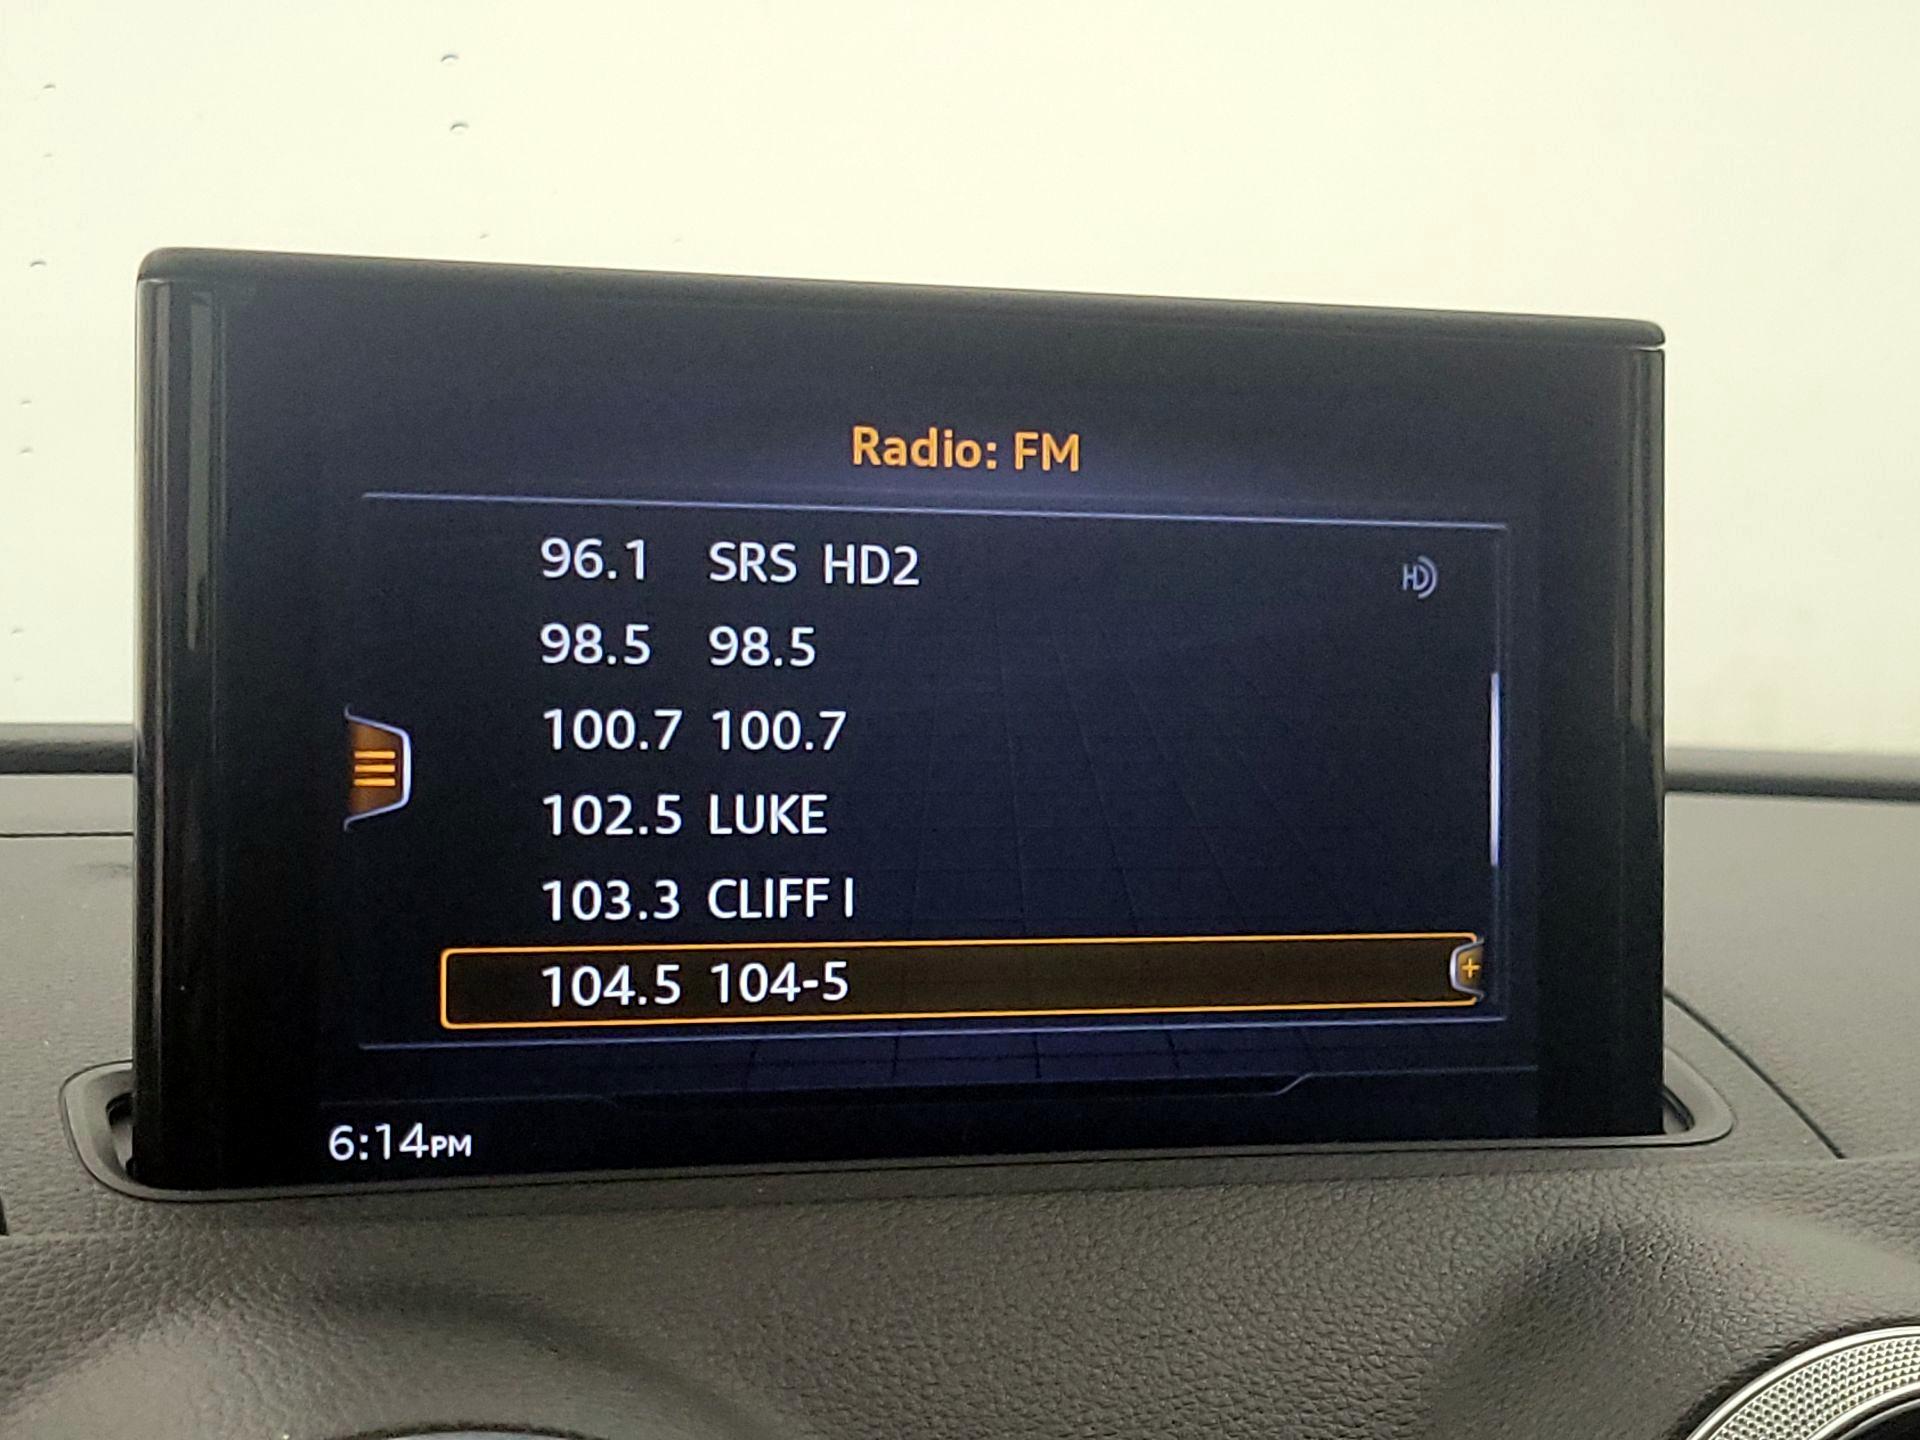 Radio: FM
96.1 SRS HD2 HD
98.5 98.5
100.7 100.7
102.5 LUKE
103.3 CLIFF I
104.5 104-5
6:14PM